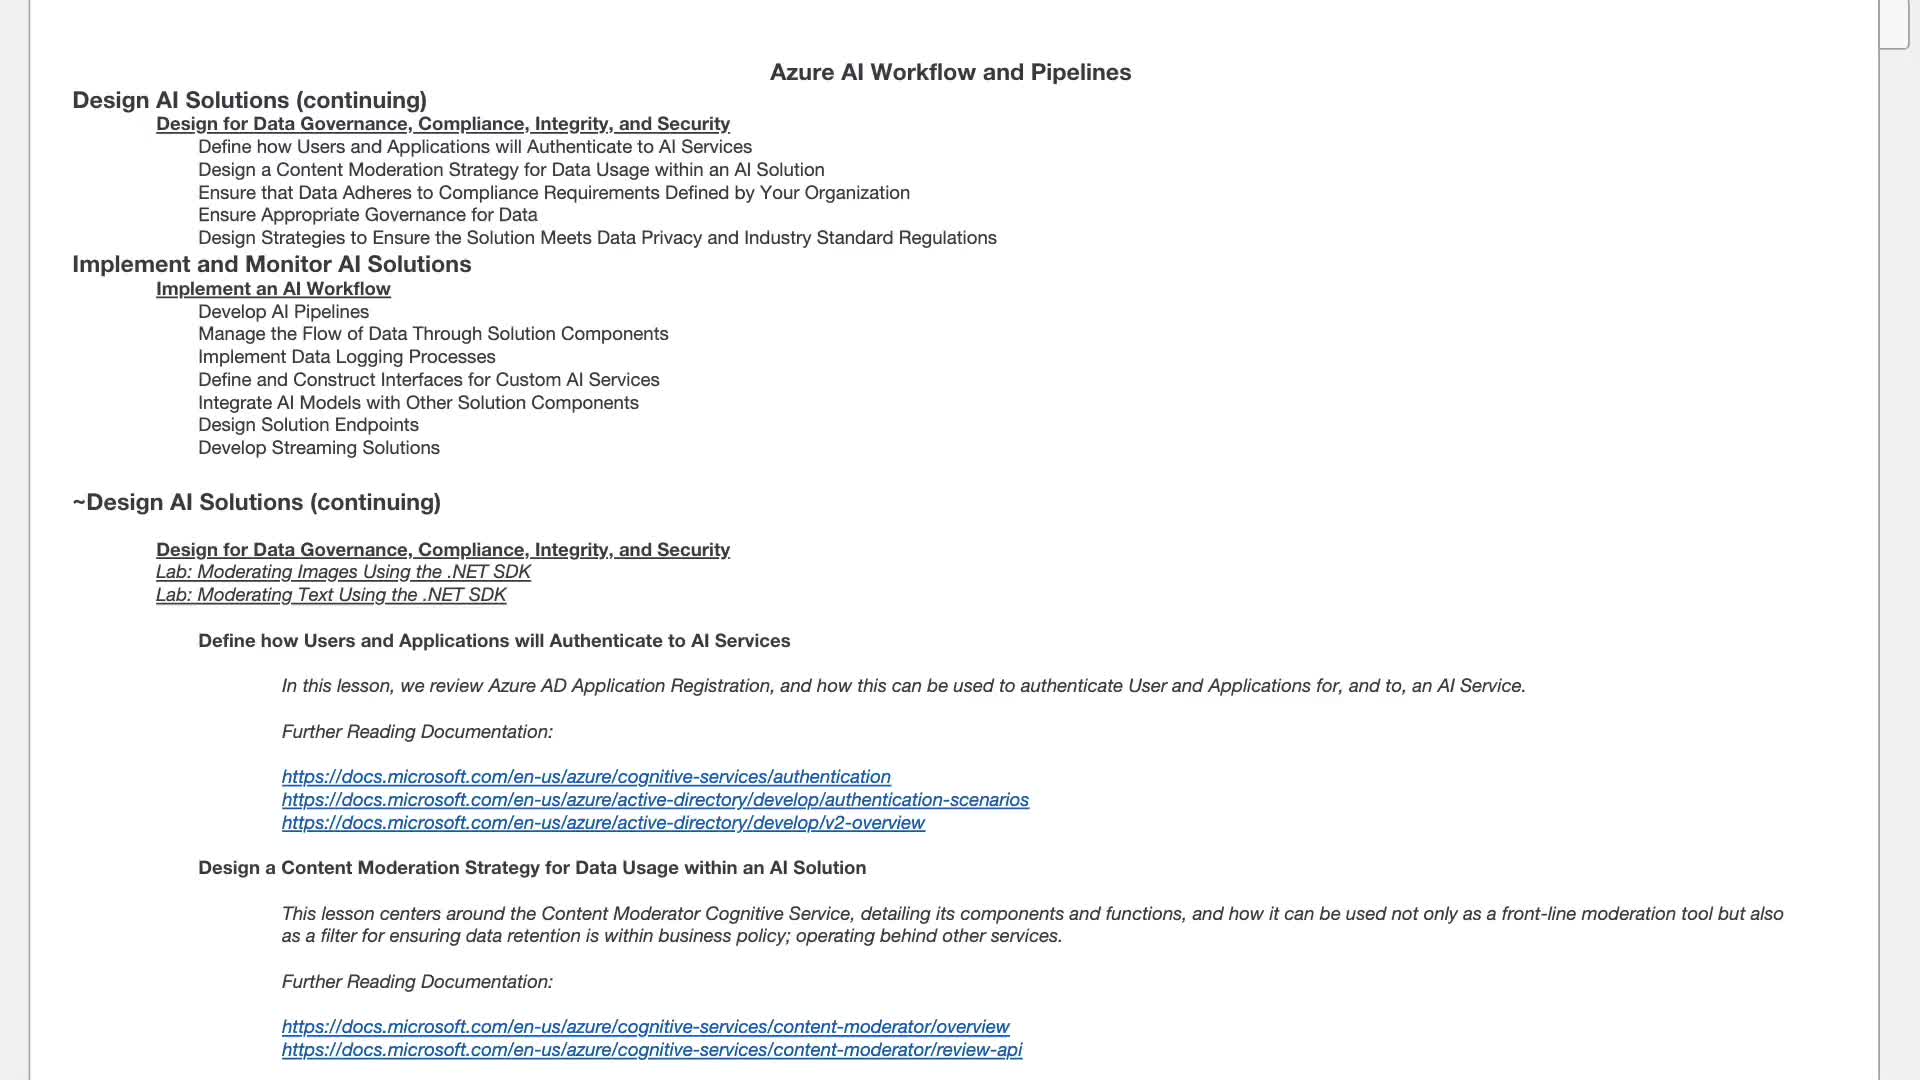 Azure AI Workflow and Pipelines
Design AI Solutions (continuing)
Design for Data Governance, Compliance, Integrity, and Security
Define how Users and Applications will Authenticate to AI Services
Design a Content Moderation Strategy for Data Usage within an AI Solution
Ensure that Data Adheres to Compliance Requirements Defined by Your Organization
Ensure Appropriate Governance for Data
Design Strategies to Ensure the Solution Meets Data Privacy and Industry Standard Regulations
Implement and Monitor AI Solutions
Implement an AI Workflow
Develop AI Pipelines
Manage the Flow of Data Through Solution Components
Implement Data Logging Processes
Define and Construct Interfaces for Custom AI Services
Integrate AI Models with Other Solution Components
Design Solution Endpoints
Develop Streaming Solutions
~Design AI Solutions (continuing)
Design for Data Governance, Compliance, Integrity, and Security
Lab: Moderating Images Using the .NET SDK
Lab: Moderating Text Using the .NET SDK
Define how Users and Applications will Authenticate to AI Services
In this lesson, we review Azure AD Application Registration, and how this can be used to authenticate User and Applications for, and to, an AI Service.
Further Reading Documentation:
https://docs.microsoft.com/en-us/azure/cognitive-services/authentication
https://docs.microsoft.com/en-us/azure/active-directory/develop/authentication-scenarios
https://docs.microsoft.com/en-us/azure/active-directory/develop/v2-overview
Design a Content Moderation Strategy for Data Usage within an AI Solution
This lesson centers around the Content Moderator Cognitive Service, detailing its components and functions, and how it can be used not only as a front-line moderation tool but also
as a filter for ensuring data retention is within business policy; operating behind other services.
Further Reading Documentation:
https://docs.microsoft.com/en-us/azure/cognitive-services/content-moderator/overview
https://docs.microsoft.com/en-us/azure/cognitive-services/content-moderator/review-api